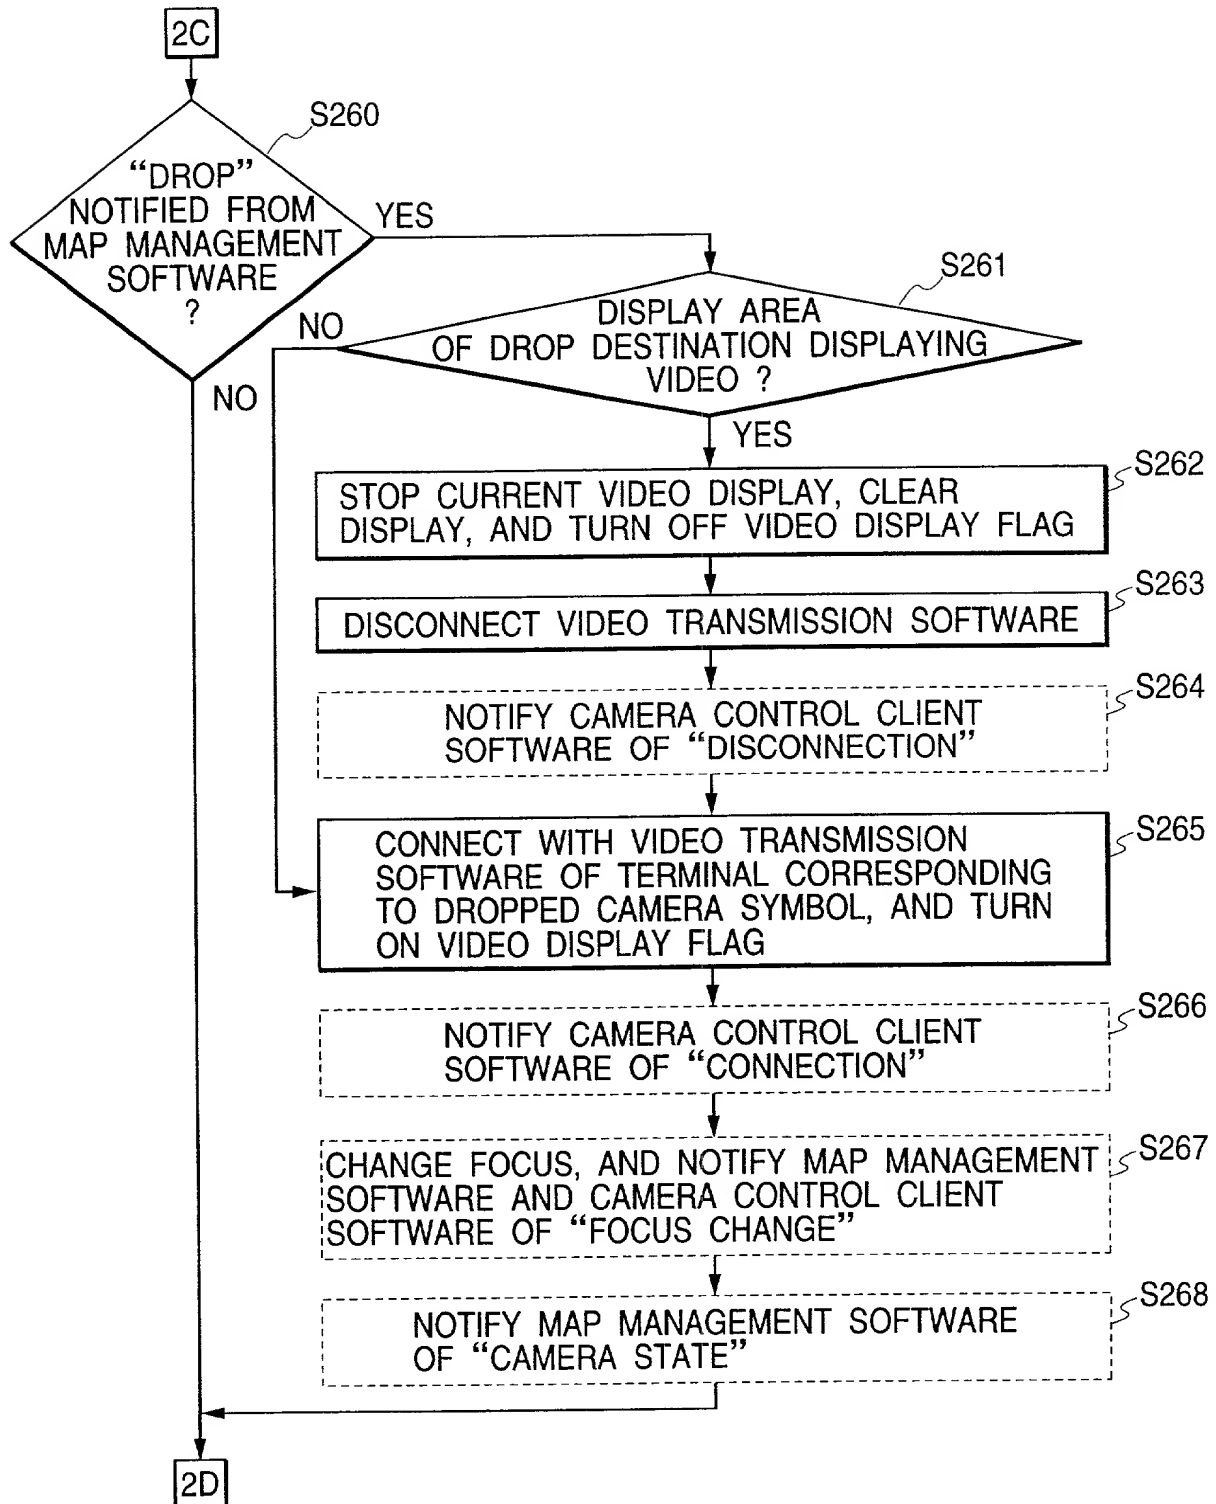 2C
S260
“DROP”
NOTIFIED FROM
MAP MANAGEMENT
SOFTWARE
?
YES
NO
S261
DISPLAY AREA
OF DROP DESTINATION DISPLAYING
VIDEO ?
NO
YES
S262
STOP CURRENT VIDEO DISPLAY, CLEAR
DISPLAY, AND TURN OFF VIDEO DISPLAY FLAG
S263
DISCONNECT VIDEO TRANSMISSION SOFTWARE
S264
NOTIFY CAMERA CONTROL CLIENT
SOFTWARE OF “DISCONNECTION”
S265
CONNECT WITH VIDEO TRANSMISSION
SOFTWARE OF TERMINAL CORRESPONDING
TO DROPPED CAMERA SYMBOL, AND TURN
ON VIDEO DISPLAY FLAG
S266
NOTIFY CAMERA CONTROL CLIENT
SOFTWARE OF “CONNECTION”
S267
CHANGE FOCUS, AND NOTIFY MAP MANAGEMENT
SOFTWARE AND CAMERA CONTROL CLIENT
SOFTWARE OF “FOCUS CHANGE”
S268
NOTIFY MAP MANAGEMENT SOFTWARE
OF “CAMERA STATE”
2D